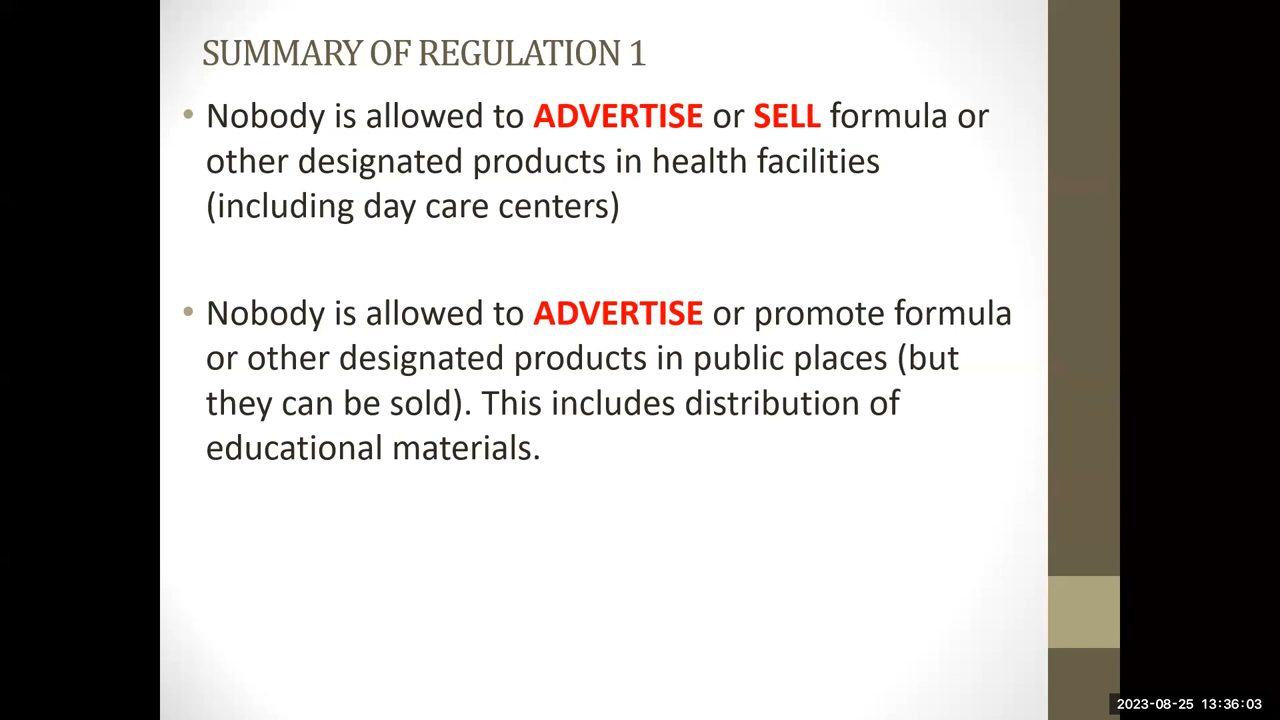 SUMMARY OF REGULATION 1
• Nobody is allowed to ADVERTISE or SELL formula or
other designated products in health facilities
(including day care centers)
• Nobody is allowed to ADVERTISE or promote formula
or other designated products in public places (but
they can be sold). This includes distribution of
educational materials.
2023-08-25 13:36:03